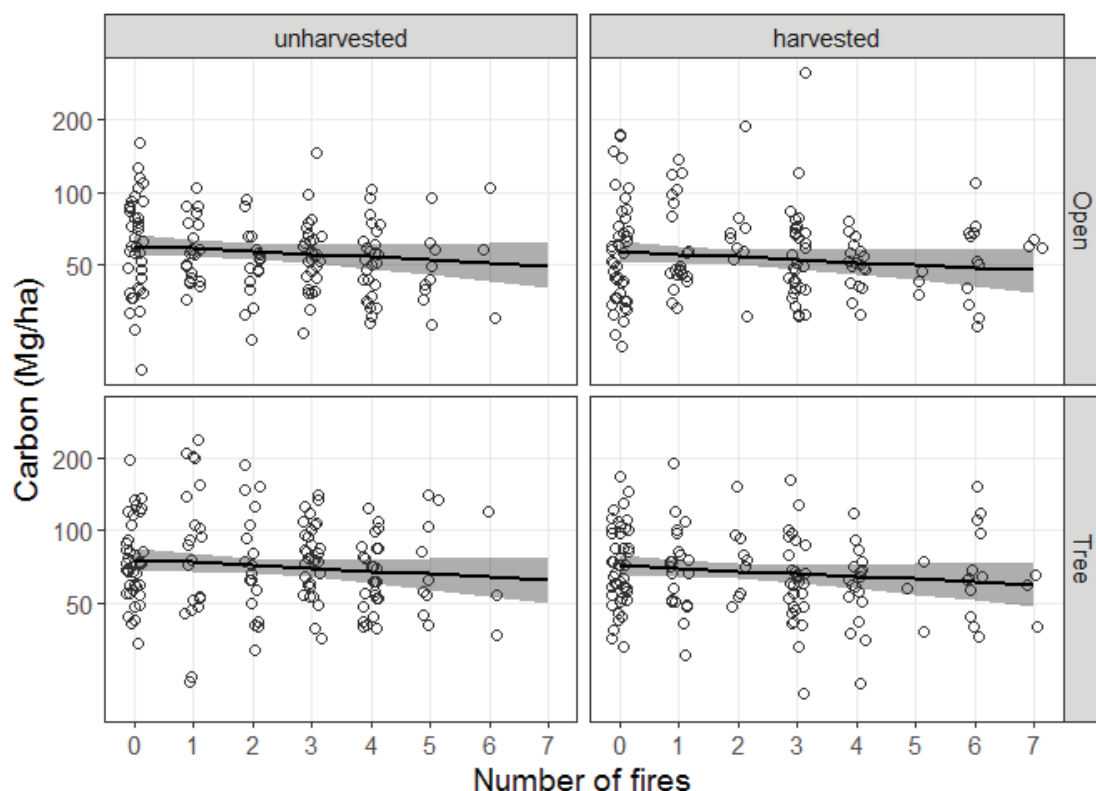 unharvested
harvested
Carbon (Mg/ha)
200
100
50
Open
200
100
50
Tree
0 1 2 3 4 5 6 7
0 1 2 3 4 5 6 7
Number of fires